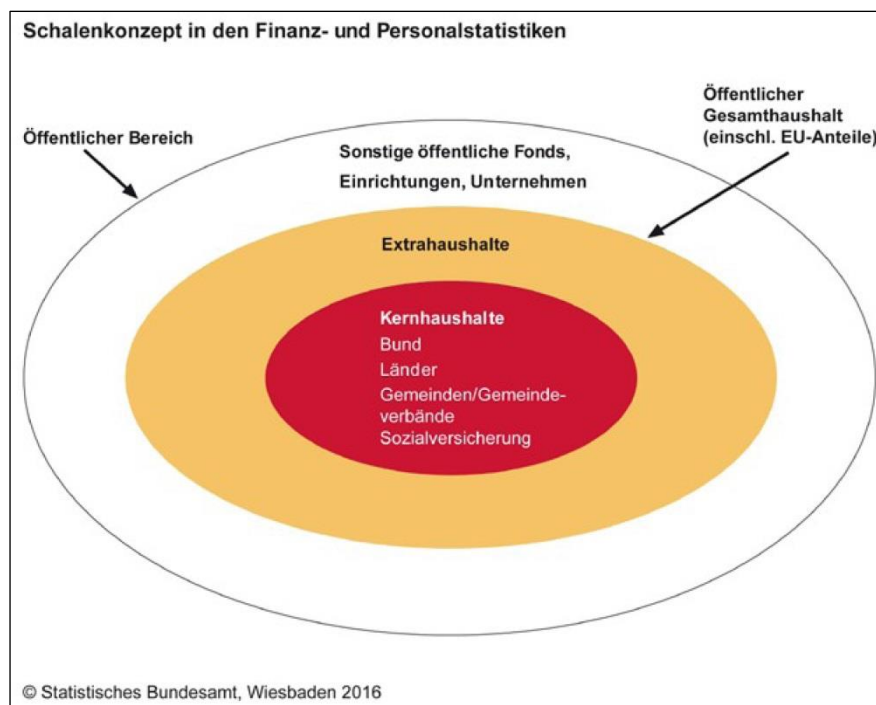 Schalenkonzept in den Finanz- und Personalstatistiken
Öffentlicher Bereich
Öffentlicher
Gesamthaushalt
(einschl. EU-Anteile)
Sonstige öffentliche Fonds,
Einrichtungen, Unternehmen
Extrahaushalte
Kernhaushalte
Bund
Länder
Gemeinden/Gemeinde-
verbände
Sozialversicherung
© Statistisches Bundesamt, Wiesbaden 2016